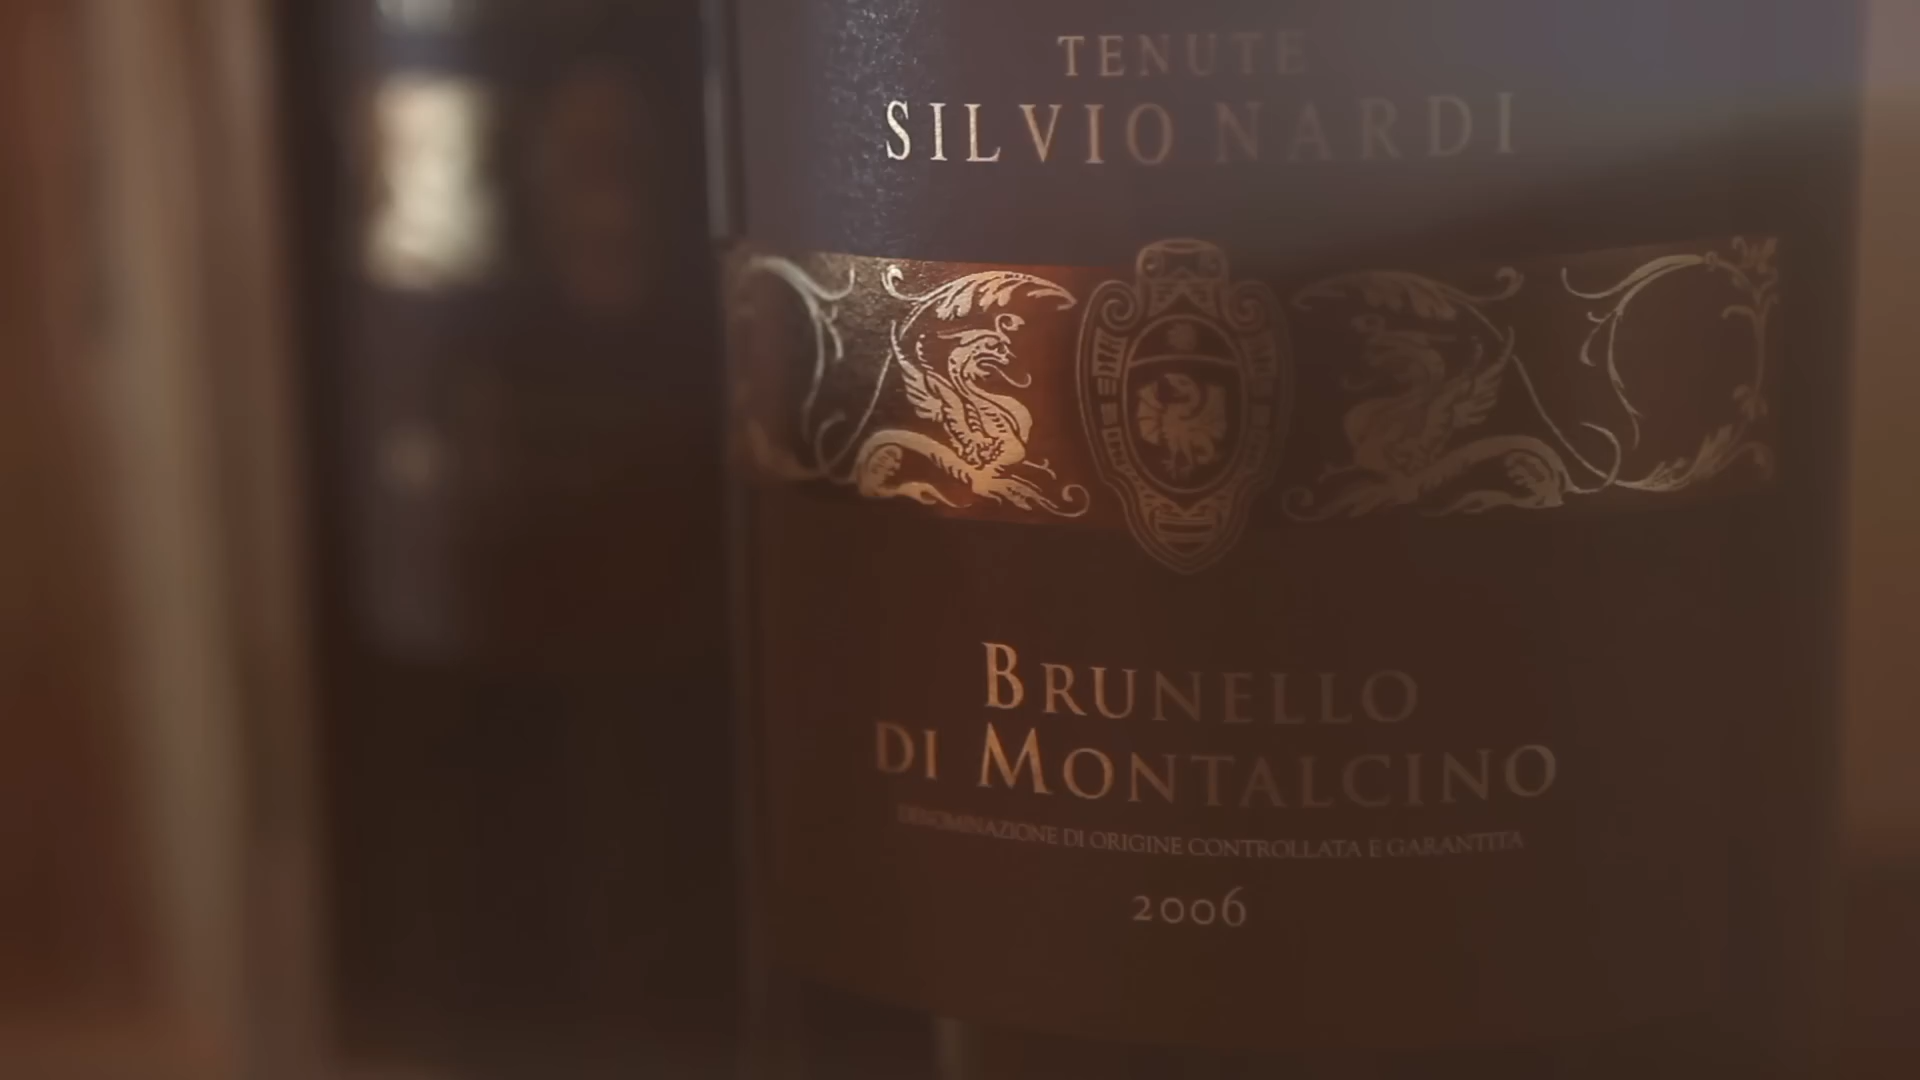 TENUTE
SILVIO NARDI
BRUNELLO
DI MONTALCINO
DENOMINAZIONE DI ORIGINE CONTROLLATA E GARANTITA
2006